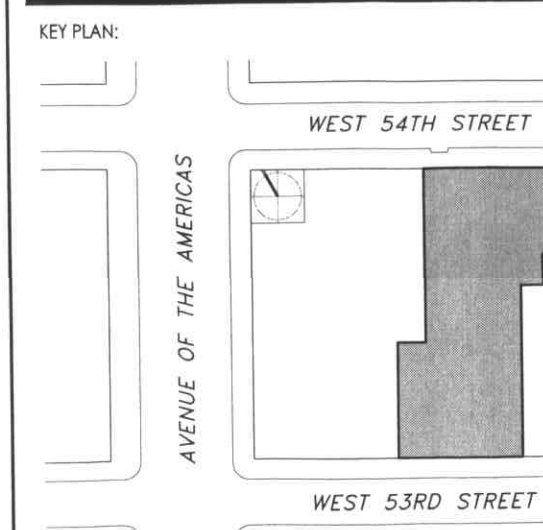 KEY PLAN:
WEST 54TH STREET
AVENUE OF THE AMERICAS
WEST 53RD STREET